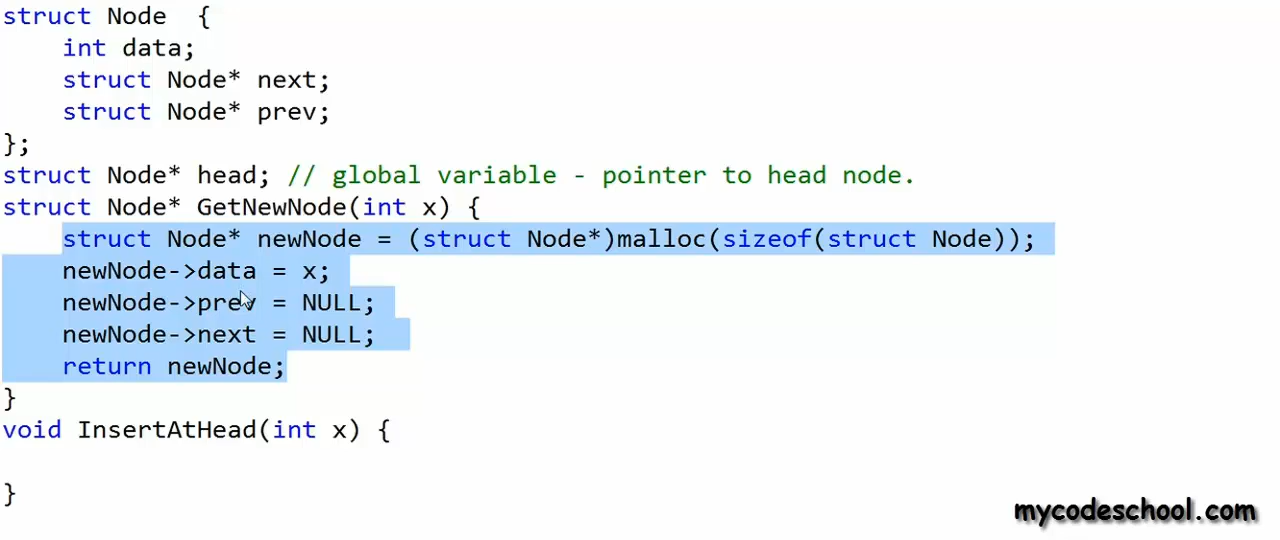 struct Node  {
    int data;
    struct Node* next;
    struct Node* prev;
};
struct Node* head; // global variable - pointer to head node.
struct Node* GetNewNode(int x) {
    struct Node* newNode = (struct Node*)malloc(sizeof(struct Node));
    newNode->data = x;
    newNode->prev = NULL;
    newNode->next = NULL;
    return newNode;
}
void InsertAtHead(int x) {
}
mycodeschool.com